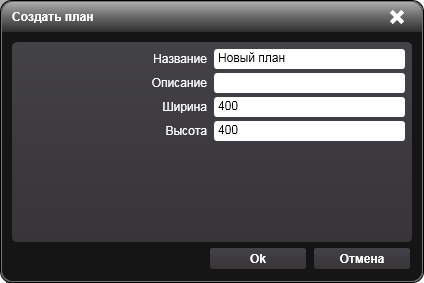 Создать план
Название Новый план
Описание
Ширина 400
Высота 400
Ok Отмена